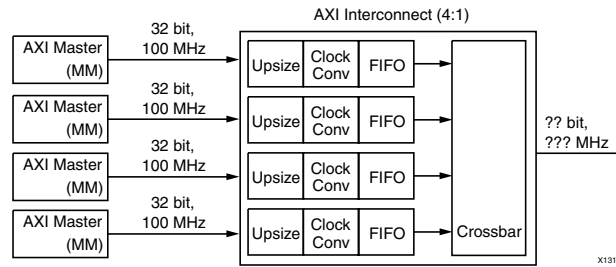 AXI Interconnect (4:1)
32 bit,
100 MHz
AXI Master
(MM)
Upsize
Clock
Conv
FIFO
32 bit,
100 MHz
AXI Master
(MM)
Upsize
Clock
Conv
FIFO
?? bit,
??? MHz
32 bit,
100 MHz
AXI Master
(MM)
Upsize
Clock
Conv
FIFO
32 bit,
100 MHz
AXI Master
(MM)
Upsize
Clock
Conv
FIFO
Crossbar
X131